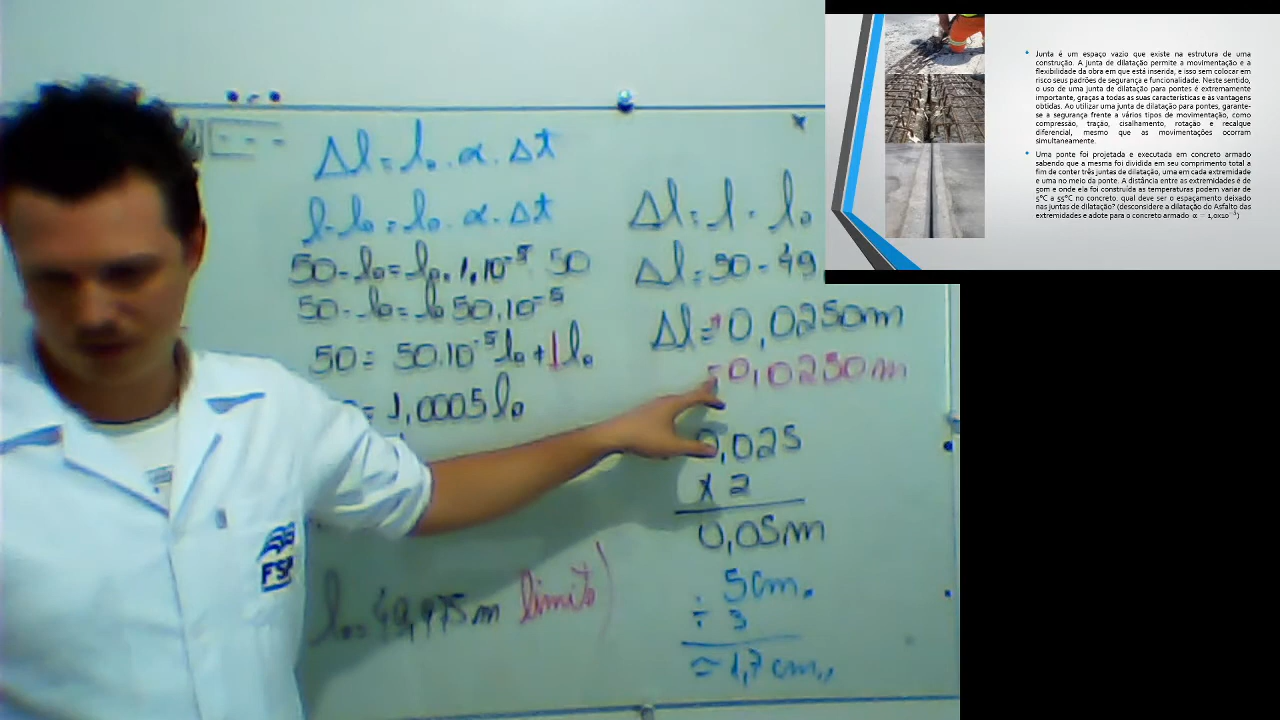 Δl = l₀ . α . Δt
l - l₀ = l₀ . α . Δt
50 - l₀ = l₀ . 1.10⁻⁵ 50
50 - l₀ = l₀ 50.10⁻⁵
50 = 50.10⁻⁵ l₀ + 1 l₀
= 1,0005 l₀
l₀ = 49,975m limite
Δl = l - l₀
Δl = 50 - 49
Δl = 0,0250m
0,0250m
0,025
x 2
0,05m
5cm.
÷ 3
≈ 1,7cm,,
FSP
• Junta é um espaço vazio que existe na estrutura de uma
construção. A junta de dilatação permite a movimentação e a
flexibilidade da obra em que está inserida, e isso sem colocar em
risco seus padrões de segurança e funcionalidade. Neste sentido,
o uso de uma junta de dilatação para pontes é extremamente
importante, graças a todas as suas características e às vantagens
obtidas. Ao utilizar uma junta de dilatação para pontes, garante-
se a segurança frente a vários tipos de movimentação, como
compressão, tração, cisalhamento, rotação e recalque
diferencial, mesmo que as movimentações ocorram
simultaneamente.
• Uma ponte foi projetada e executada em concreto armado
sabendo que a mesma foi dividida em seu comprimento total a
fim de conter três juntas de dilatação, uma em cada extremidade
e uma no meio da ponte. A distância entre as extremidades é de
50m e onde ela foi construída as temperaturas podem variar de
5°C a 55°C no concreto. qual deve ser o espaçamento deixado
nas juntas de dilatação? (desconsidere a dilatação do Asfalto das
extremidades e adote para o concreto armado α = 1,0x10⁻⁵)